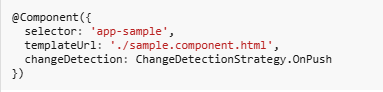 @Component({
  selector: 'app-sample',
  templateUrl: './sample.component.html',
  changeDetection: ChangeDetectionStrategy.OnPush
})